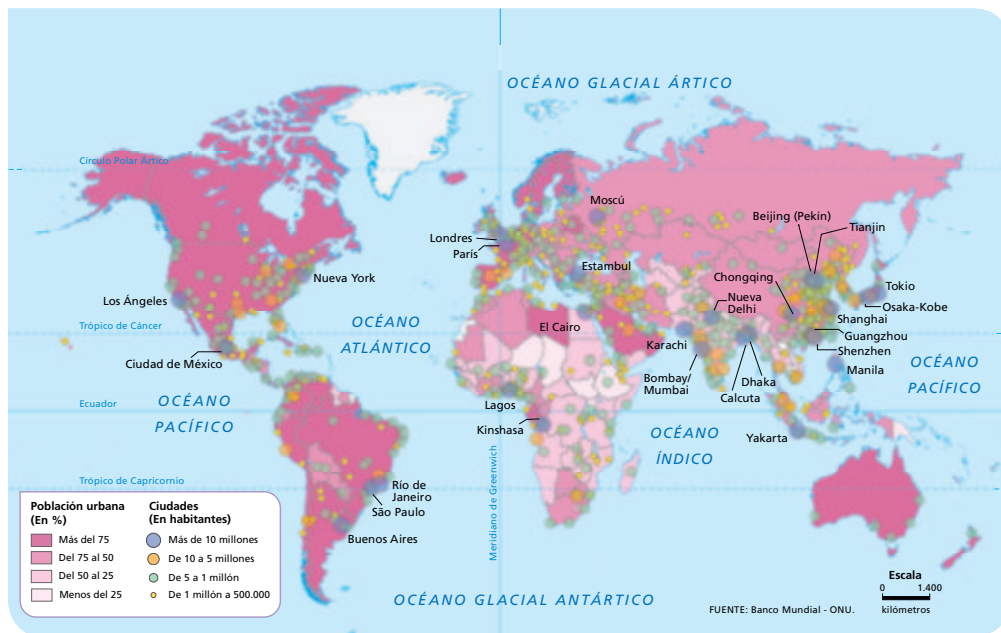 OCÉANO GLACIAL ÁRTICO
Círculo Polar Ártico
Moscú
Beijing (Pekín)
Tianjin
Londres
París
Estambul
Chongqing
Nueva York
Nueva
Delhi
Tokio
Los Ángeles
Osaka-Kobe
Shanghai
Trópico de Cáncer
OCÉANO
ATLÁNTICO
El Cairo
Guangzhou
Karachi
Shenzhen
Ciudad de México
Manila
OCÉANO
PACÍFICO
Bombay/
Mumbai
Dhaka
Calcuta
Ecuador
OCÉANO
PACÍFICO
Lagos
Kinshasa
OCÉANO
ÍNDICO
Yakarta
Meridiano de Greenwich
Trópico de Capricornio
Río de
Janeiro
São Paulo
Buenos Aires
Población urbana
(En %)
Más del 75
Del 75 al 50
Del 50 al 25
Menos del 25
Ciudades
(En habitantes)
Más de 10 millones
De 10 a 5 millones
De 5 a 1 millón
De 1 millón a 500.000
OCÉANO GLACIAL ANTÁRTICO
FUENTE: Banco Mundial - ONU.
Escala
0 1.400
kilómetros